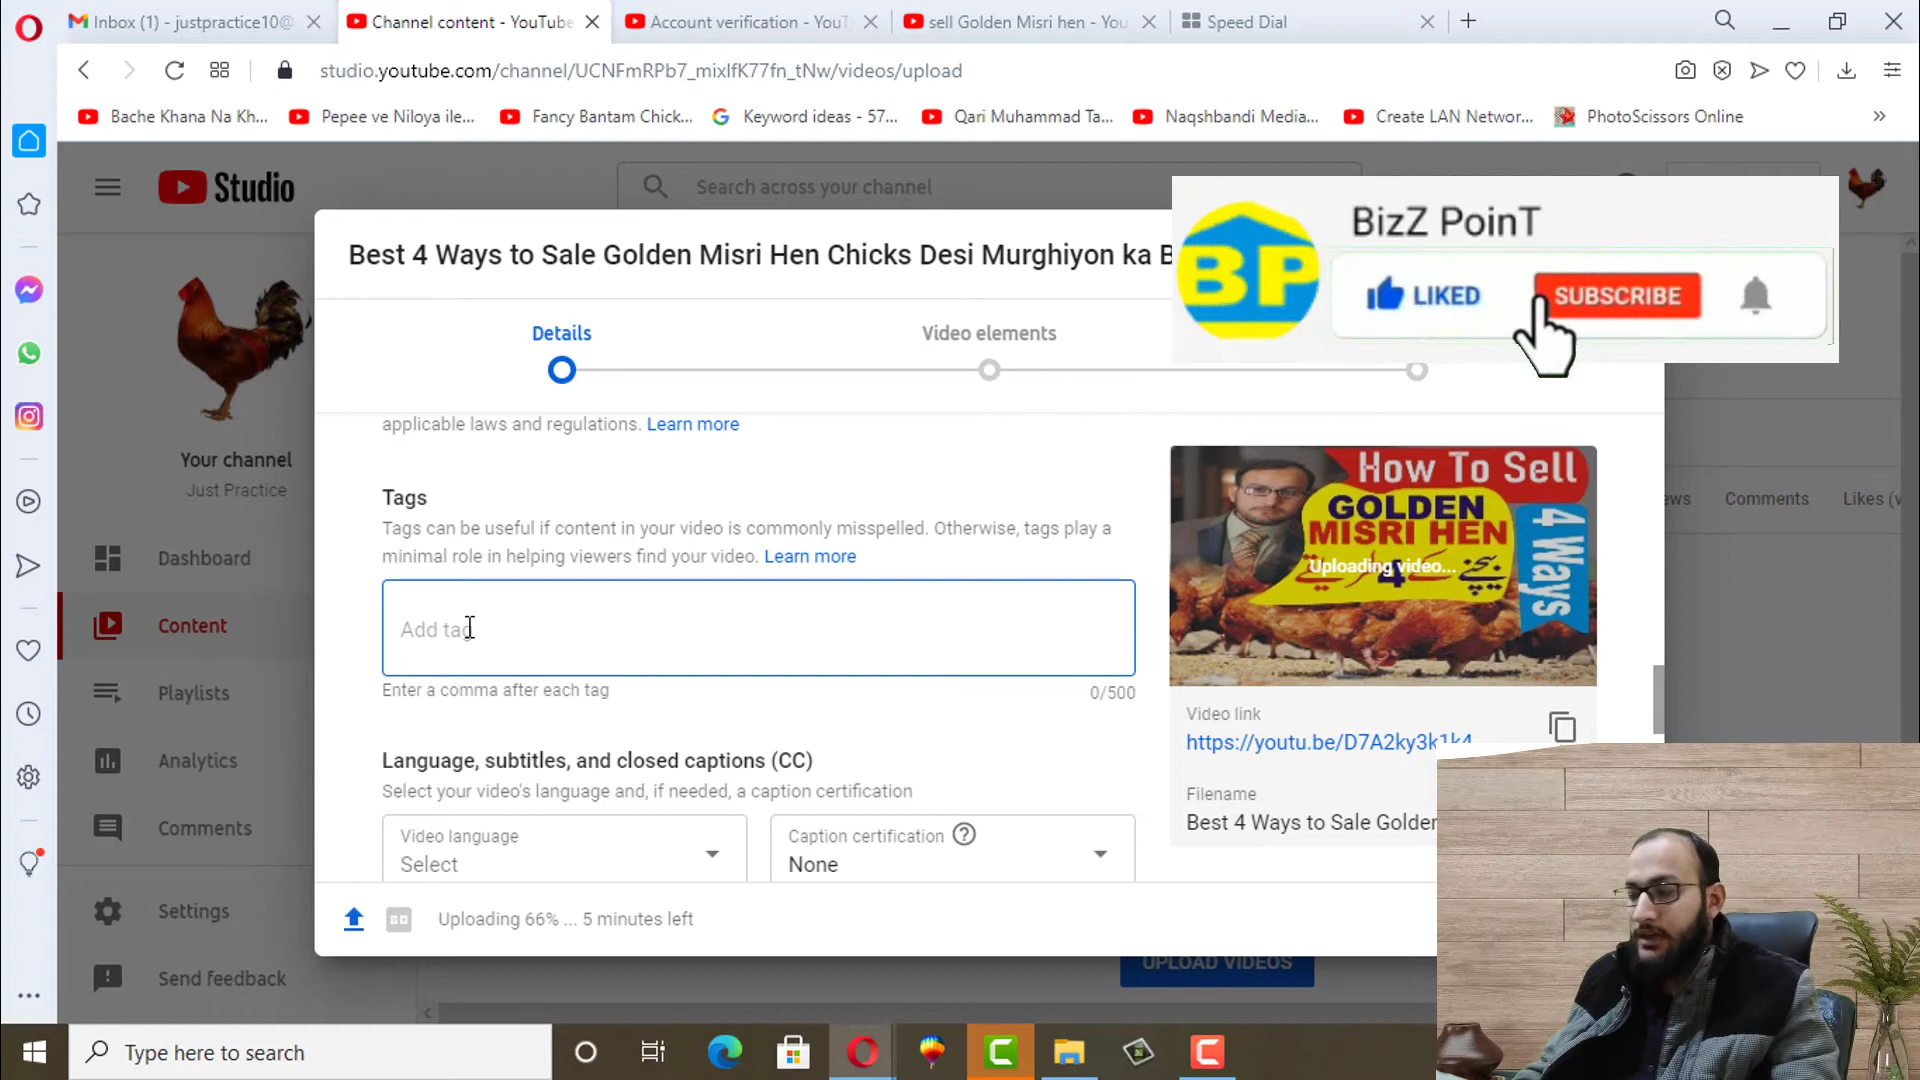 Inbox (1) - justpractice10@
Channel content - YouTube
Account verification - YouT
sell Golden Misri hen - You
Speed Dial
studio.youtube.com/channel/UCNFmRPb7_mixlfK77fn_tNw/videos/upload
Bache Khana Na Kh...
Pepee ve Niloya ile...
Fancy Bantam Chick...
Keyword ideas - 57...
Qari Muhammad Ta...
Naqshbandi Media...
Create LAN Networ...
PhotoScissors Online
Studio
Search across your channel
BizZ PoinT
BP
LIKED
SUBSCRIBE
Best 4 Ways to Sale Golden Misri Hen Chicks Desi Murghiyon ka B
Details
Video elements
applicable laws and regulations. Learn more
Your channel
Just Practice
Dashboard
Content
Playlists
Analytics
Comments
Settings
Send feedback
Tags
Tags can be useful if content in your video is commonly misspelled. Otherwise, tags play a
minimal role in helping viewers find your video. Learn more
Add tag
Enter a comma after each tag
0/500
Language, subtitles, and closed captions (CC)
Select your video's language and, if needed, a caption certification
Video language
Select
Caption certification
None
How To Sell
GOLDEN
MISRI HEN
4 Ways
Uploading video...
بیچنے کے 4 طریقے
Video link
https://youtu.be/D7A2ky3k1k4
Filename
Best 4 Ways to Sale Golden
Comments
Likes (v
SD
Uploading 66% ... 5 minutes left
UPLOAD VIDEOS
Type here to search